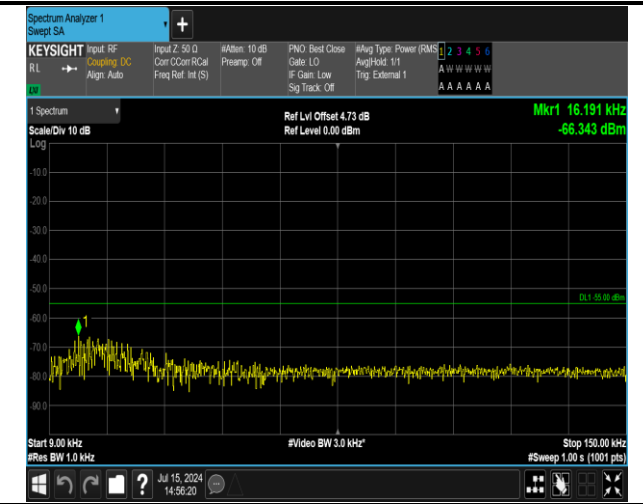 Spectrum Analyzer 1
Swept SA
+
KEYSIGHT Input: RF Input Z: 50 Ω #Atten: 10 dB PNO: Best Close #Avg Type: Power (RMS 1 2 3 4 5 6
RL Coupling: DC Corr CCorr RCal Preamp: Off Gate: LO Avg|Hold: 1/1 A W W W W W
Align: Auto Freq Ref: Int (S) IF Gain: Low Trig: External 1
Sig Track: Off A A A A A A
1 Spectrum Ref Lvl Offset 4.73 dB Mkr1 16.191 kHz
Scale/Div 10 dB Ref Level 0.00 dBm -66.343 dBm
Log
-10.0
-20.0
-30.0
-40.0
-50.0
DL1 -55.00 dBm
-60.0
1
-70.0
-80.0
-90.0
Start 9.00 kHz #Video BW 3.0 kHz* Stop 150.00 kHz
#Res BW 1.0 kHz #Sweep 1.00 s (1001 pts)
? Jul 15, 2024
14:56:20